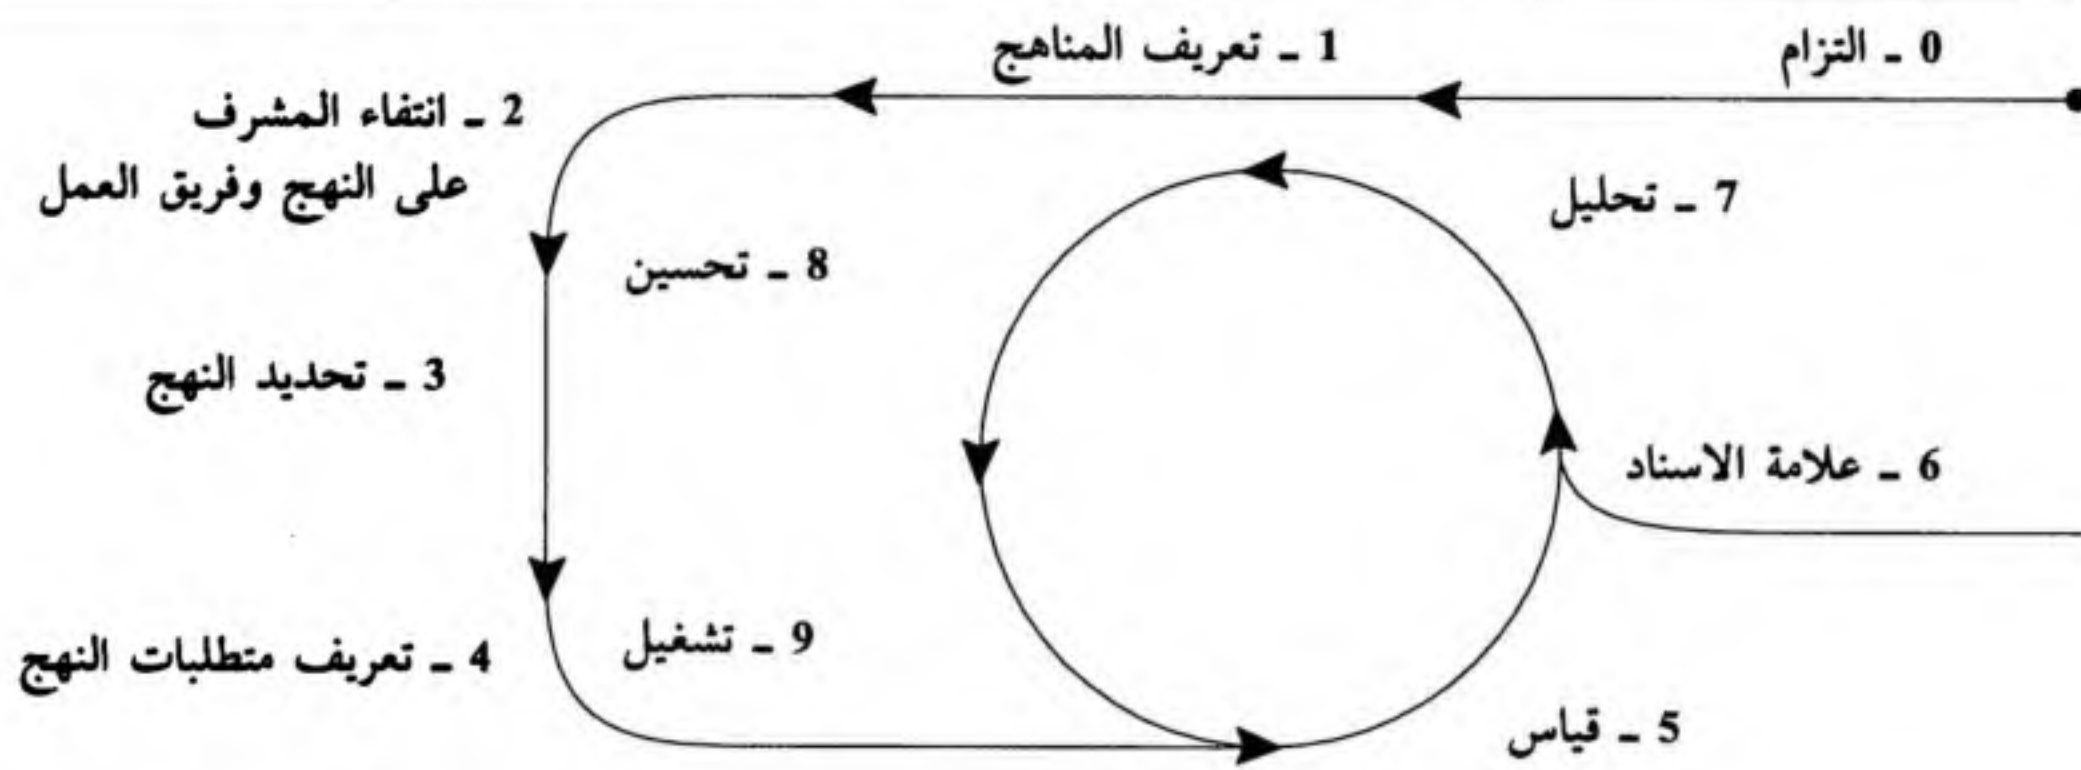 0 ـ التزام
1 ـ تعريف المناهج
2 ـ انتفاء المشرف
على النهج وفريق العمل
3 ـ تحديد النهج
4 ـ تعريف متطلبات النهج
5 ـ قياس
6 ـ علامة الاسناد
7 ـ تحليل
8 ـ تحسين
9 ـ تشغيل